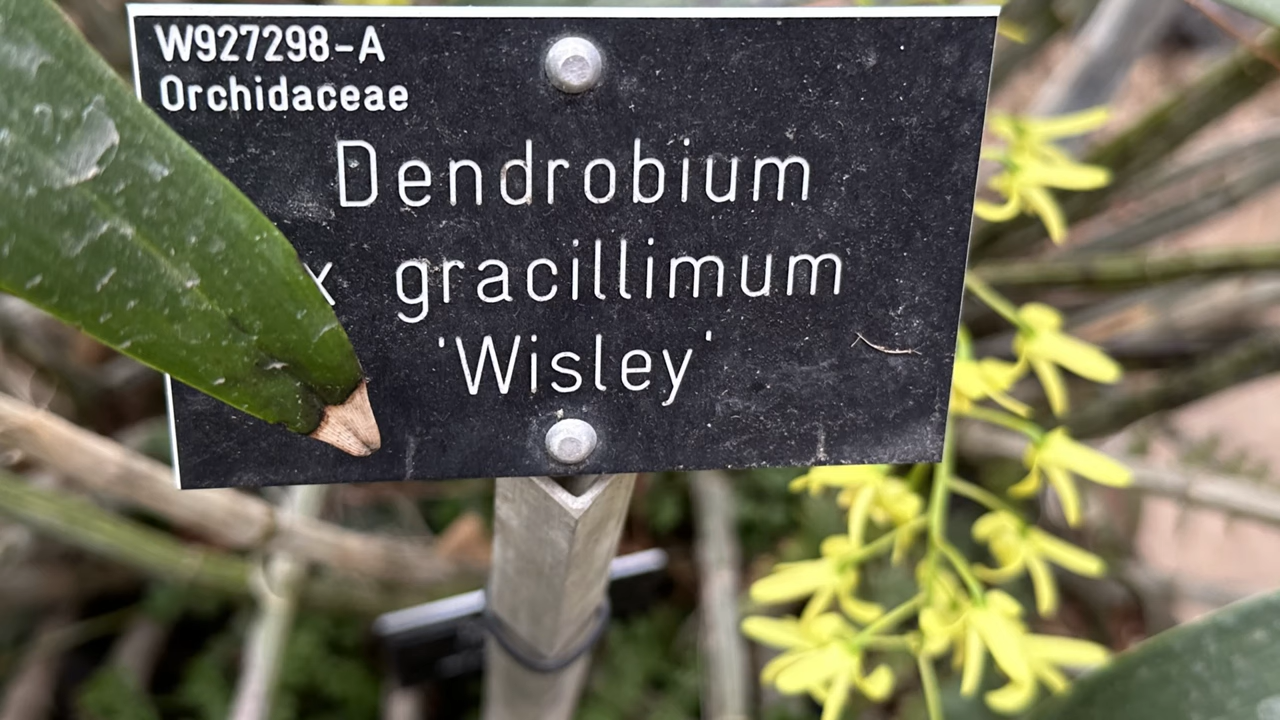 W927298-A
Orchidaceae
Dendrobium
x gracillimum
'Wisley'